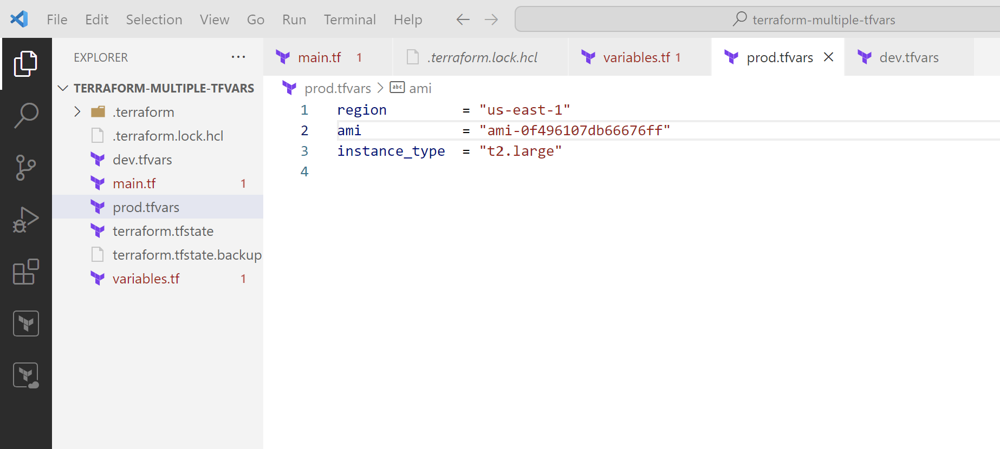 File Edit Selection View Go Run Terminal Help
terraform-multiple-tfvars
EXPLORER ...
TERRAFORM-MULTIPLE-TFVARS
.terraform
.terraform.lock.hcl
dev.tfvars
main.tf 1
prod.tfvars
terraform.tfstate
terraform.tfstate.backup
variables.tf 1
main.tf 1 .terraform.lock.hcl variables.tf 1 prod.tfvars dev.tfvars
prod.tfvars > abc ami
1 region = "us-east-1"
2 ami = "ami-0f496107db66676ff"
3 instance_type = "t2.large"
4